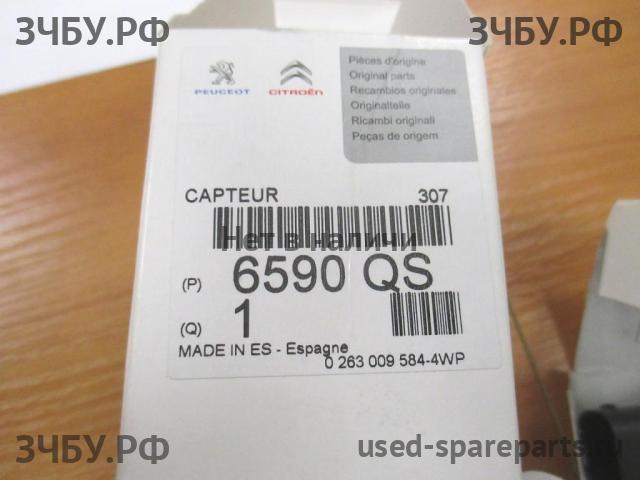 ЗЧБУ.РФ
ЗЧБУ.РФ
PEUGEOT
CITROËN
Pièces d'origine
Original parts
Recambios originales
Originalteile
Ricambi originali
Peças de origem
CAPTEUR
307
Нет в наличи
(P) 6590 QS
(Q) 1
MADE IN ES - Espagne
0 263 009 584-4WP
ЗЧБУ.РФ
used-spareparts.ru